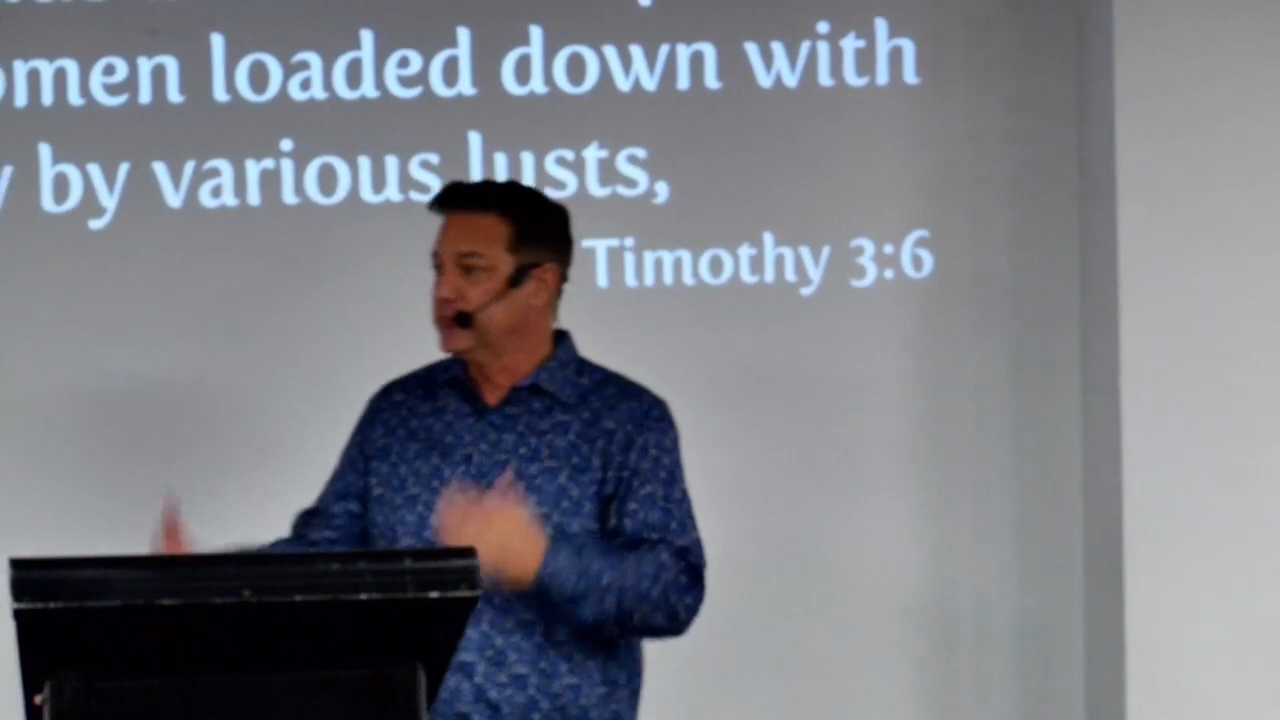 omen loaded down with
y by various lusts,
Timothy 3:6